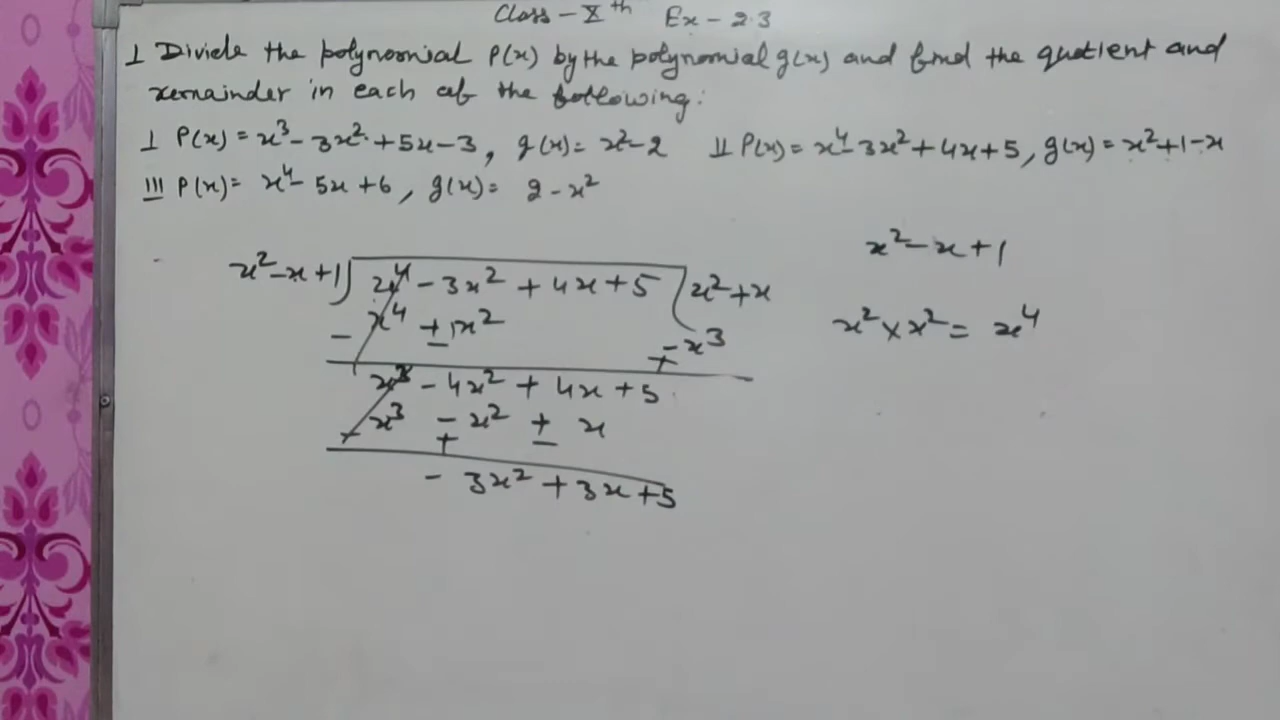 Class - Xth Ex - 2.3
1 Divide the polynomial P(x) by the polynomial g(x) and find the quotient and
remainder in each of the following:
I P(x) = x³ - 3x² + 5x - 3, g(x) = x² - 2 II P(x) = x⁴ - 3x² + 4x + 5, g(x) = x² + 1 - x
III P(x) = x⁴ - 5x + 6, g(x) = 2 - x²
x² - x + 1
x² - x + 1) x⁴ - 3x² + 4x + 5 ( x² + x
- x⁴ ± 1x² ∓ x³
x² × x² = x⁴
x³ - 4x² + 4x + 5
- x³ ∓ x² ± x
- 3x² + 3x + 5